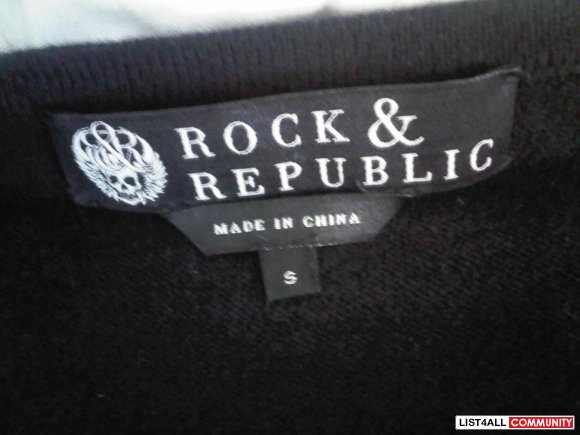 ROCK &
REPUBLIC
MADE IN CHINA
S
LIST4ALL COMMUNITY